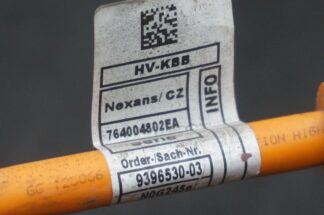 HV-KBB
Nexans/CZ
764004802EA
INFO
Order-/Sach-Nr.
9396530-03